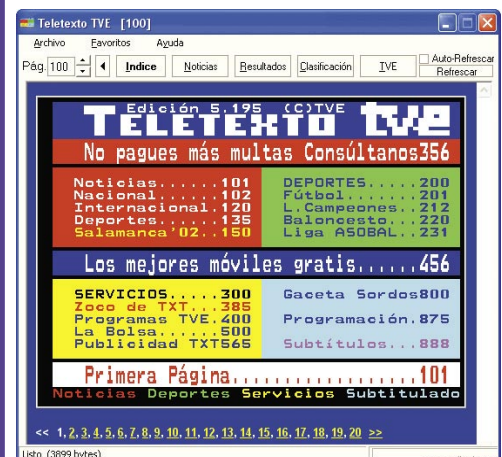 Teletexto TVE [100]
Archivo Favoritos Ayuda
Pág. 100 Indice Noticias Resultados Clasificación TVE Auto-Refrescar
Refrescar
Edición 5.195 (C)TVE
TELETEXTO tve
No pagues más multas Consúltanos356
Noticias......101 DEPORTES.....200
Nacional......102 Fútbol.......201
Internacional.120 L.Campeones..212
Deportes......135 Baloncesto...220
Salamanca'02..150 Liga ASOBAL..231
Los mejores móviles gratis......456
SERVICIOS.....300 Gaceta Sordos800
Zoco de TXT...385
Programas TVE.400 Programación.875
La Bolsa......500
Publicidad TXT565 Subtítulos...888
Primera Página.................101
Noticias Deportes Servicios Subtitulado
<< 1, 2, 3, 4, 5, 6, 7, 8, 9, 10, 11, 12, 13, 14, 15, 16, 17, 18, 19, 20 >>
Listo. (3899 bytes)